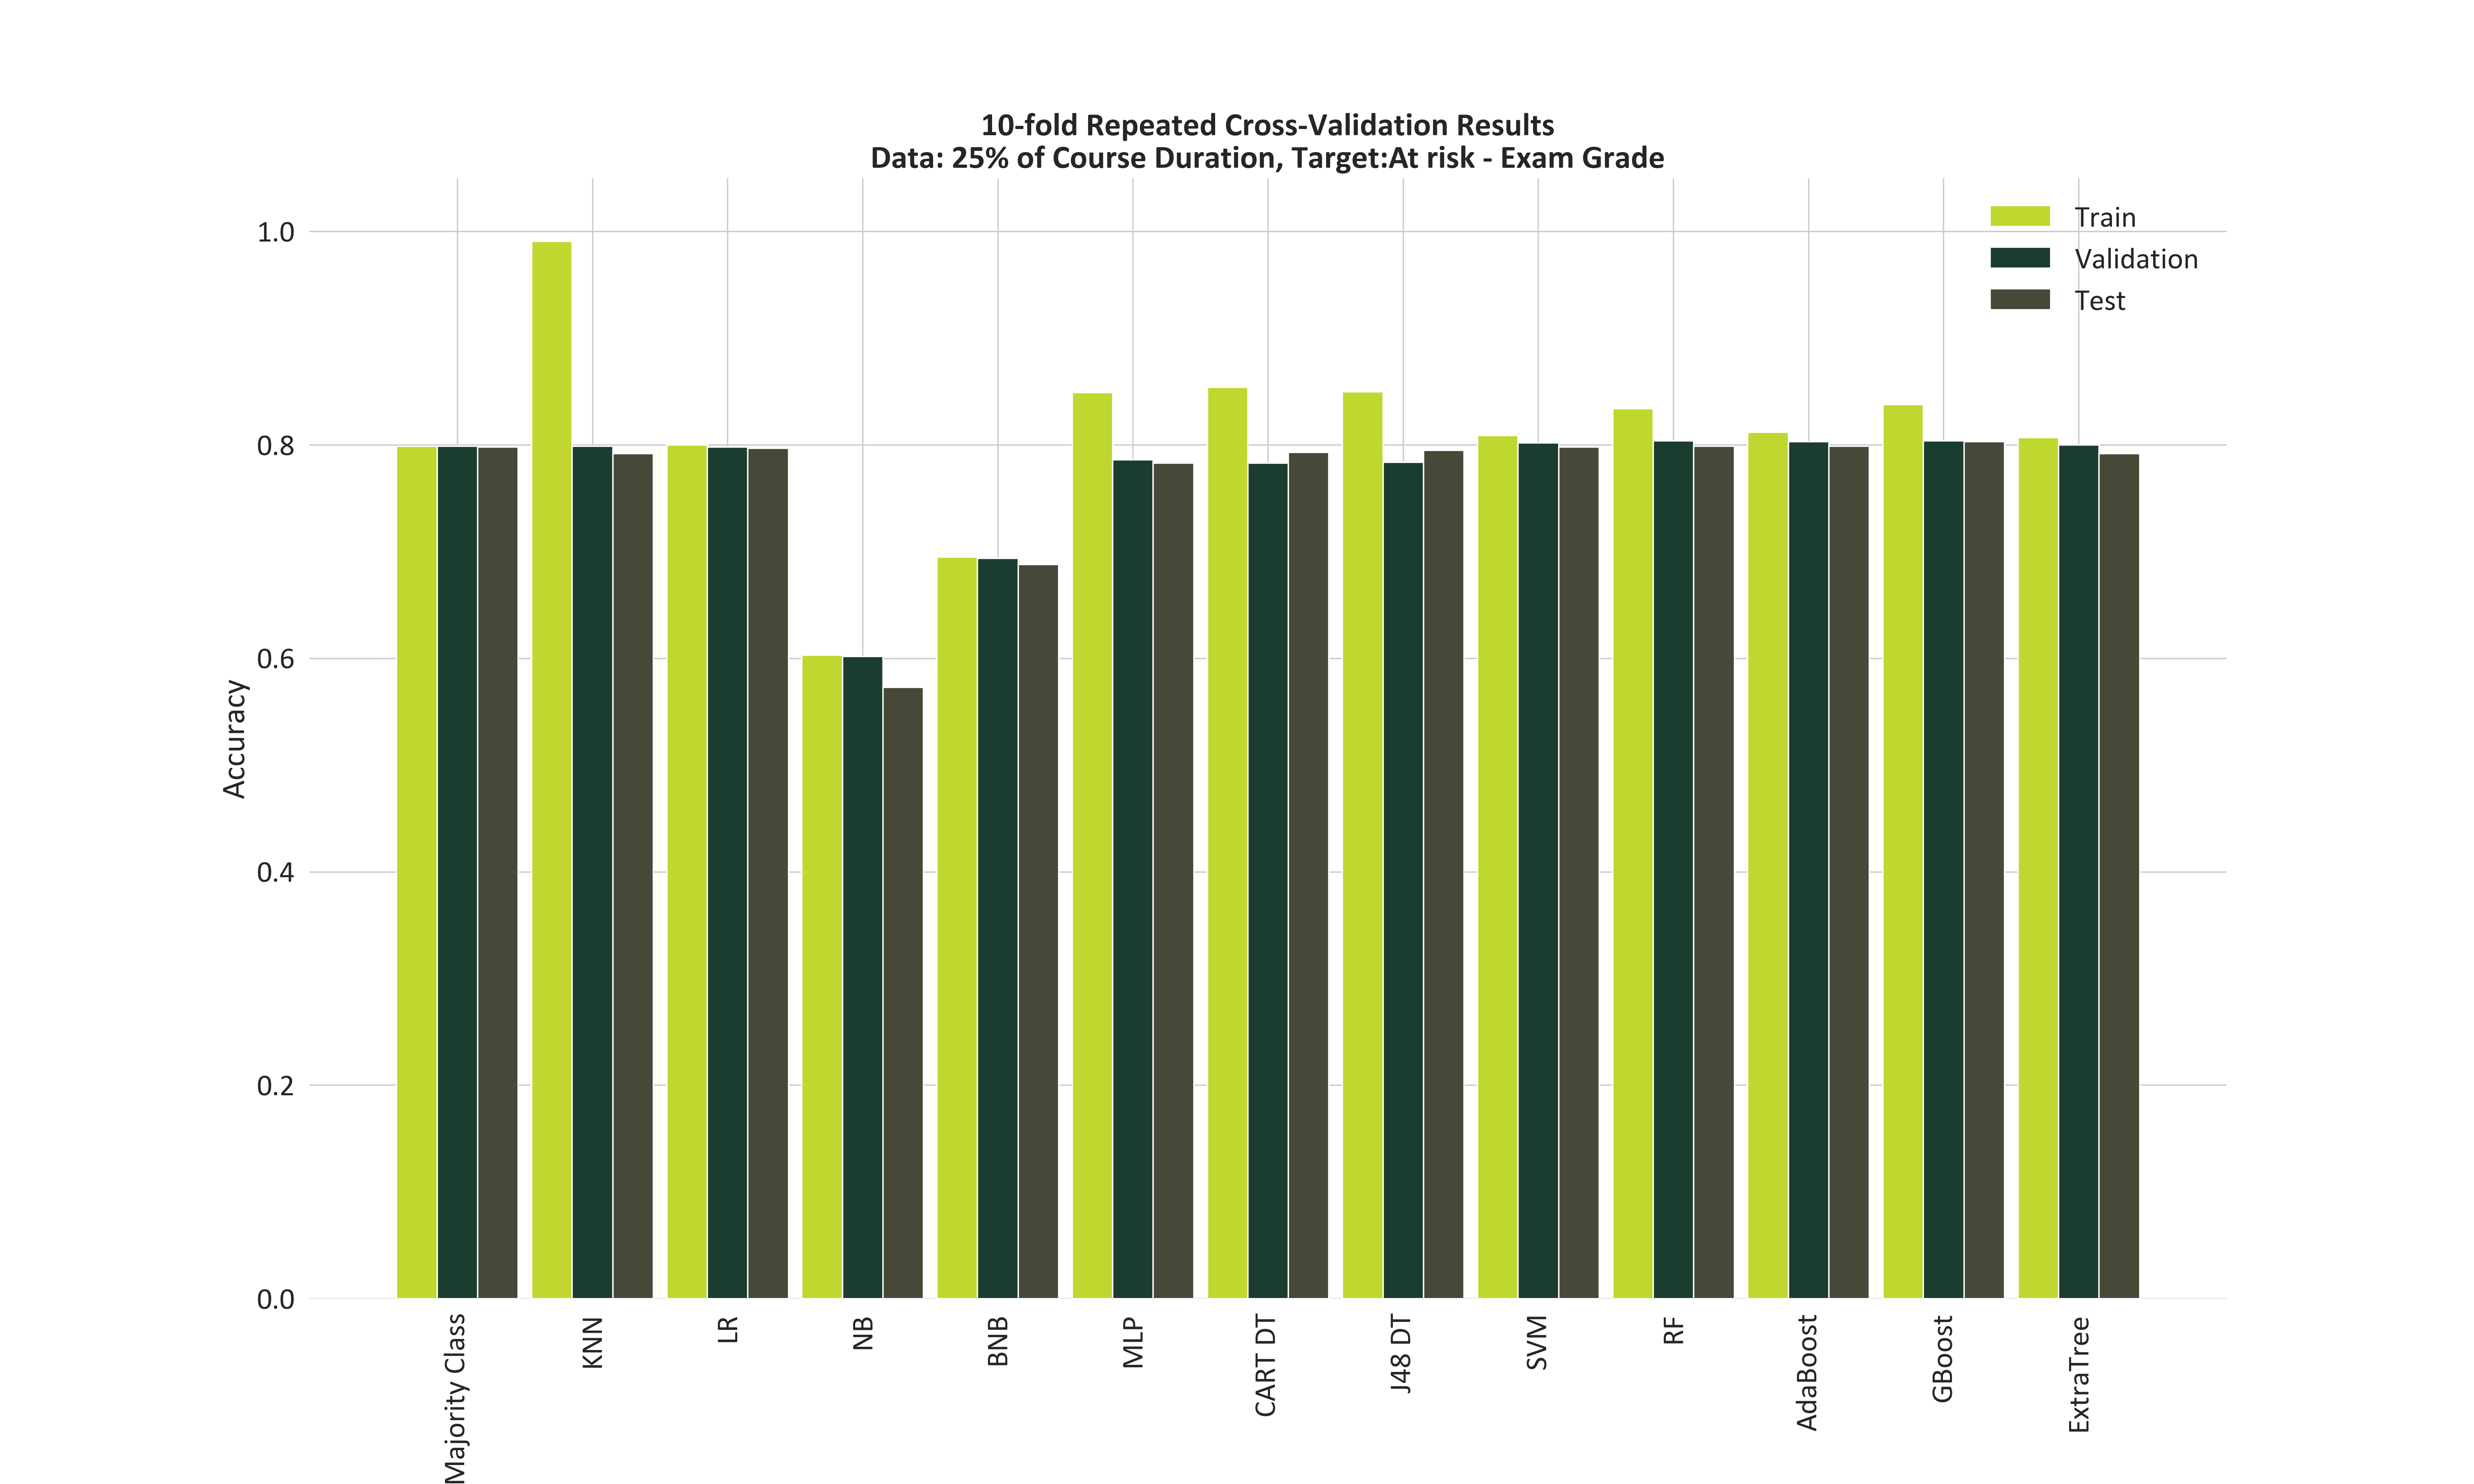 10-fold Repeated Cross-Validation Results
Data: 25% of Course Duration, Target:At risk - Exam Grade
Train
Validation
Test
Accuracy
1.0
0.8
0.6
0.4
0.2
0.0
Majority Class
KNN
LR
NB
BNB
MLP
CART DT
J48 DT
SVM
RF
AdaBoost
GBoost
ExtraTree